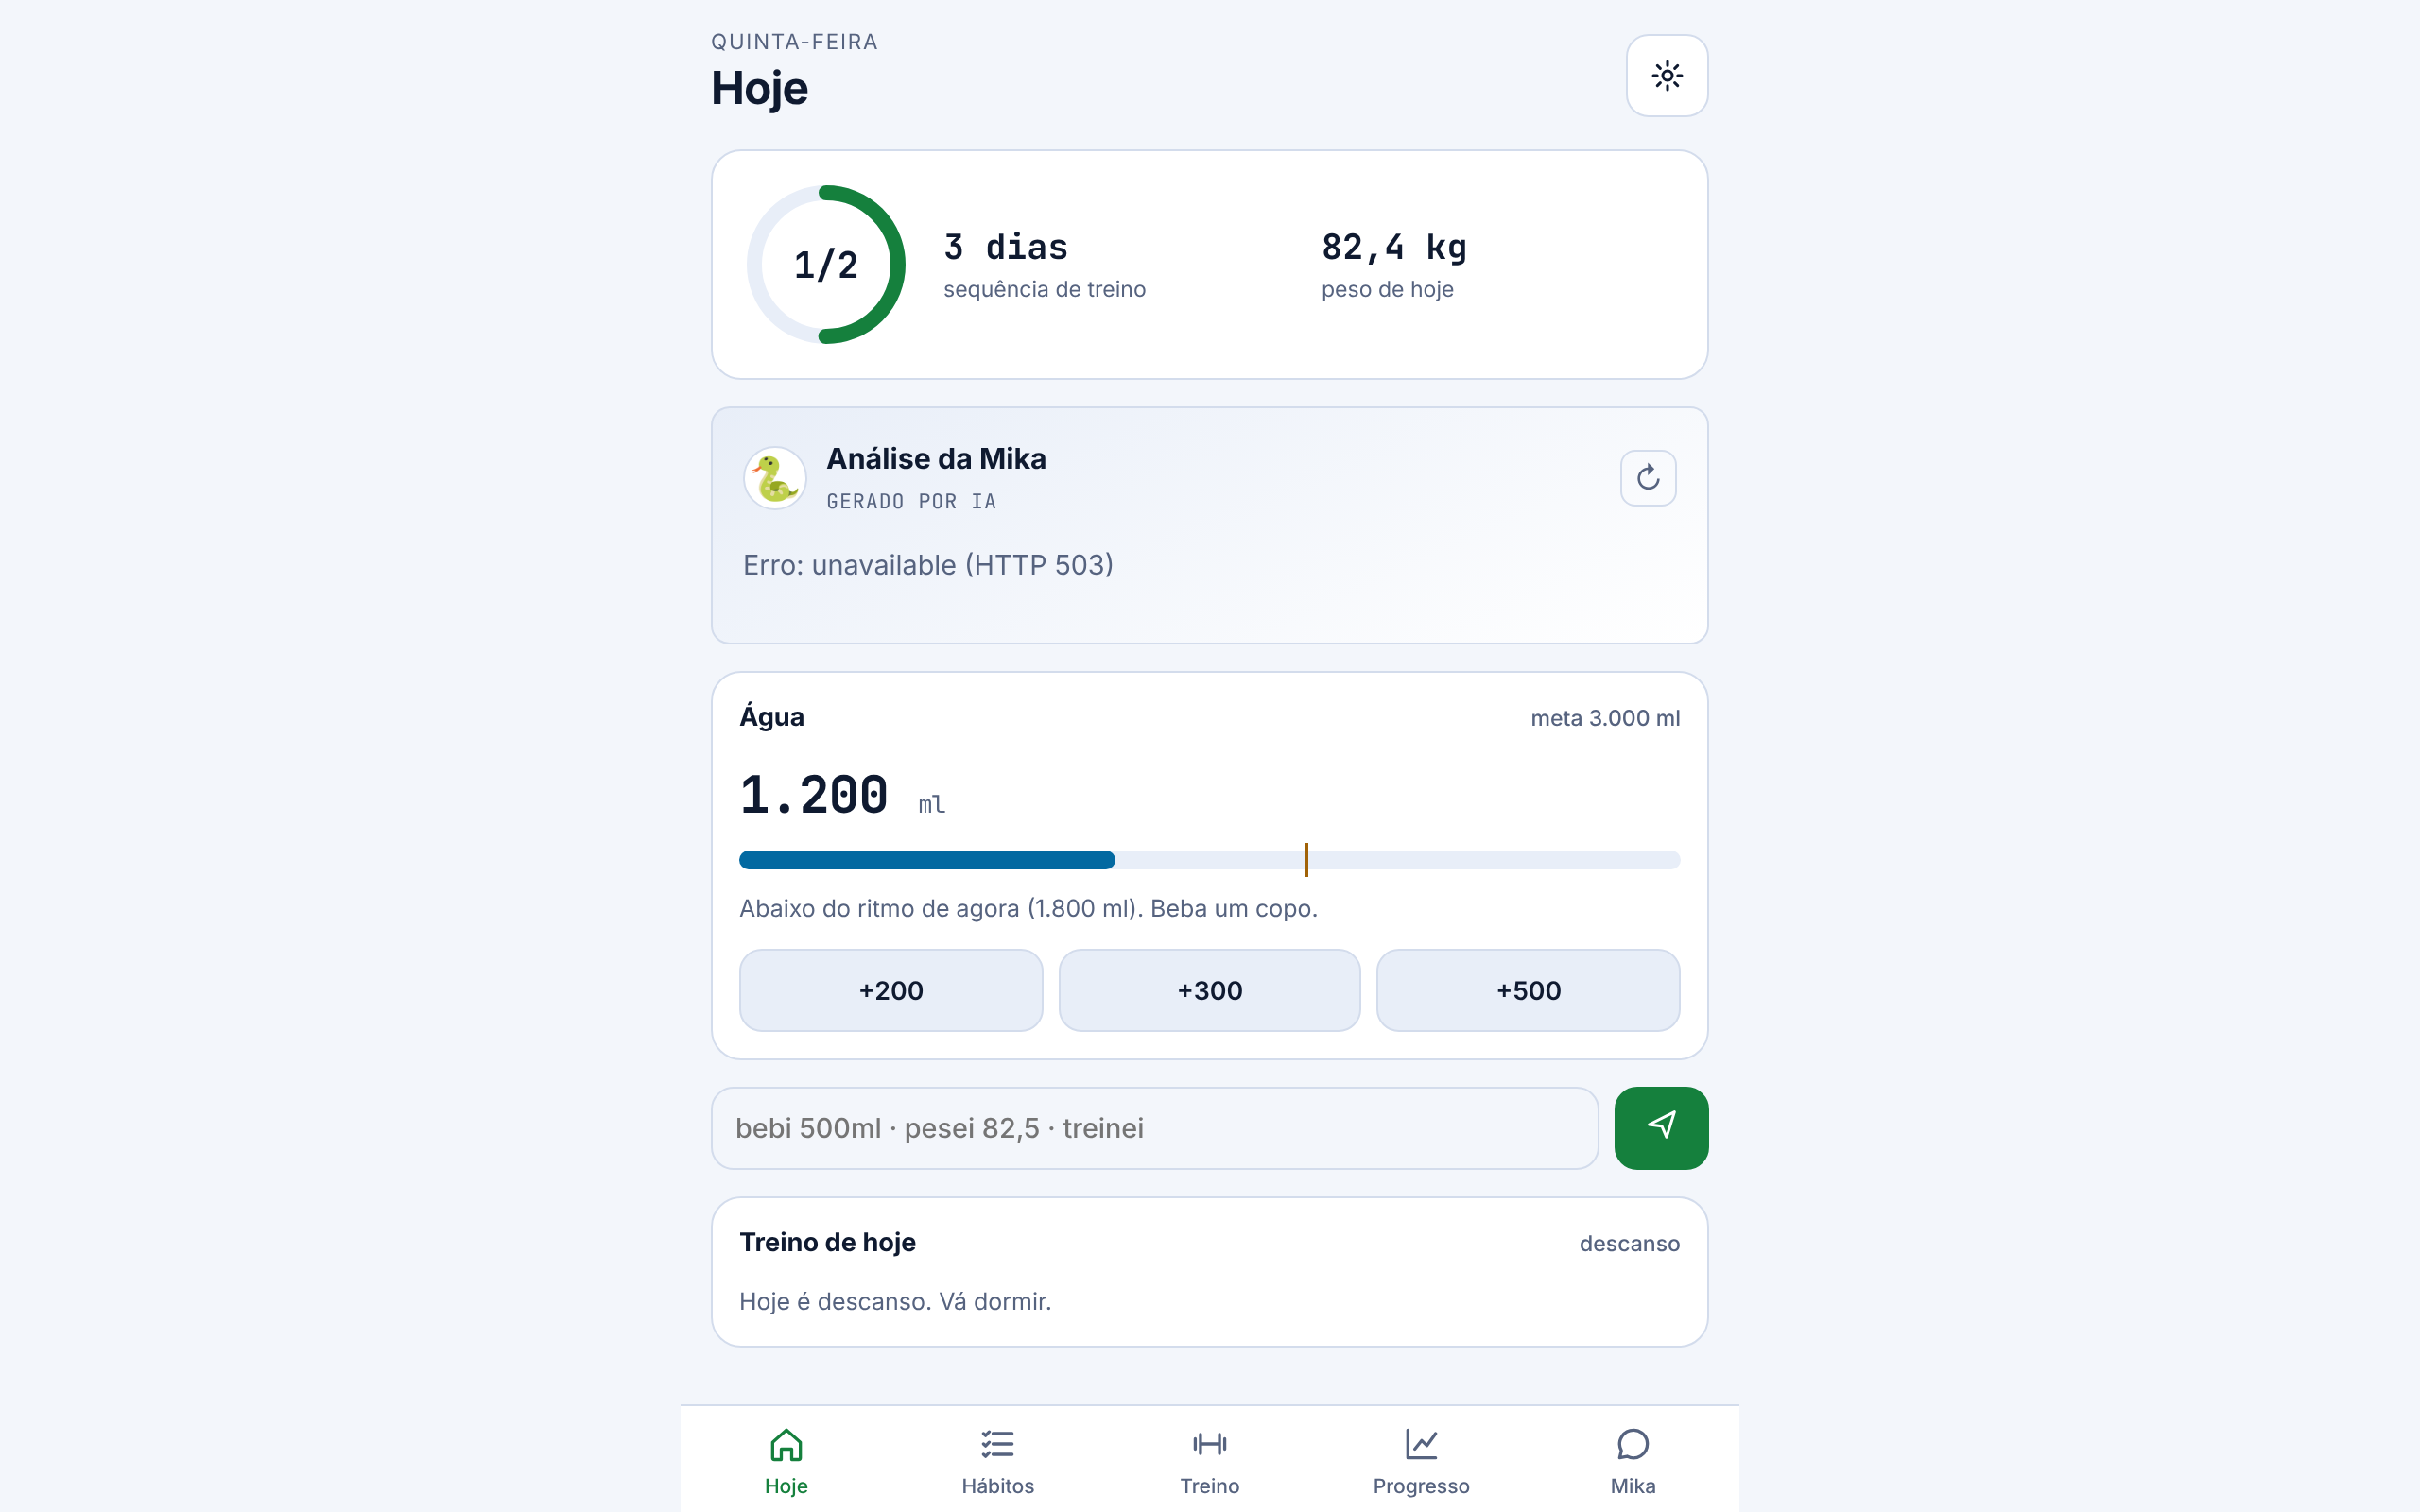 QUINTA-FEIRA
Hoje
1/2
3 dias
sequência de treino
82,4 kg
peso de hoje
Análise da Mika
GERADO POR IA
Erro: unavailable (HTTP 503)
Água
meta 3.000 ml
1.200 ml
Abaixo do ritmo de agora (1.800 ml). Beba um copo.
+200
+300
+500
bebi 500ml · pesei 82,5 · treinei
Treino de hoje
descanso
Hoje é descanso. Vá dormir.
Hoje
Hábitos
Treino
Progresso
Mika